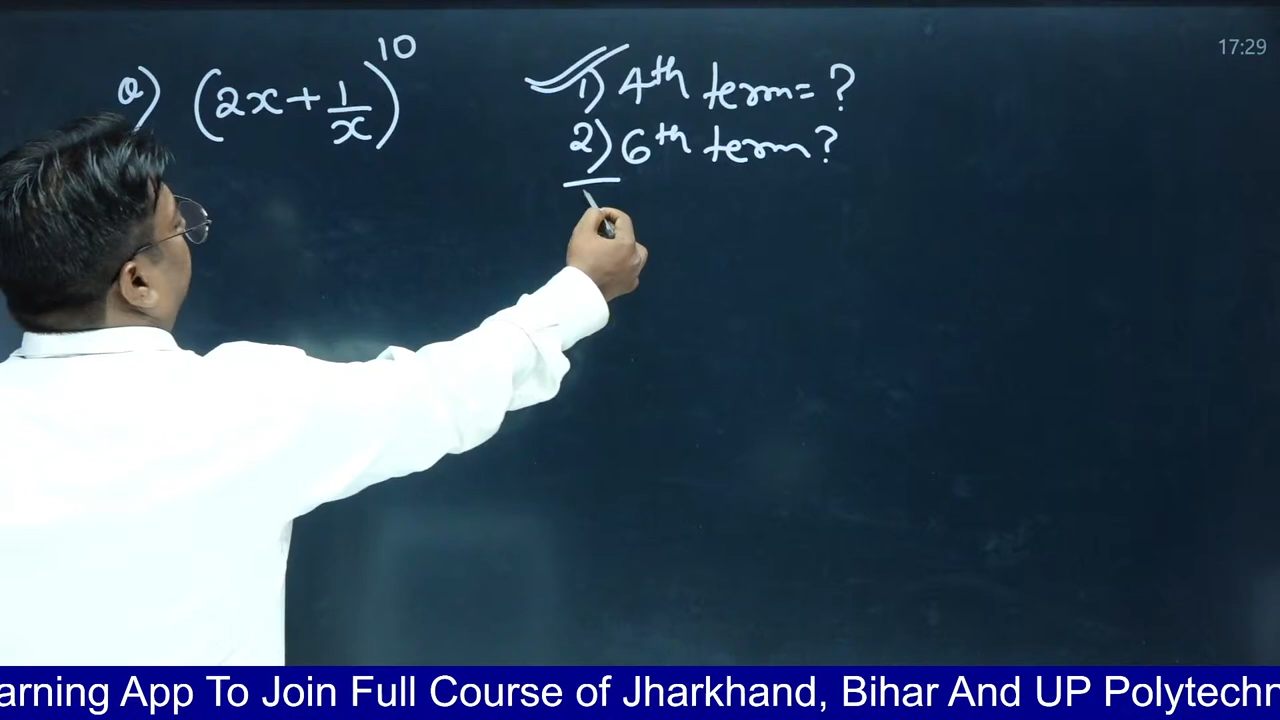 Q) (2x + 1/x)^10
1) 4th term = ?
2) 6th term ?
17:29
arning App To Join Full Course of Jharkhand, Bihar And UP Polytechn